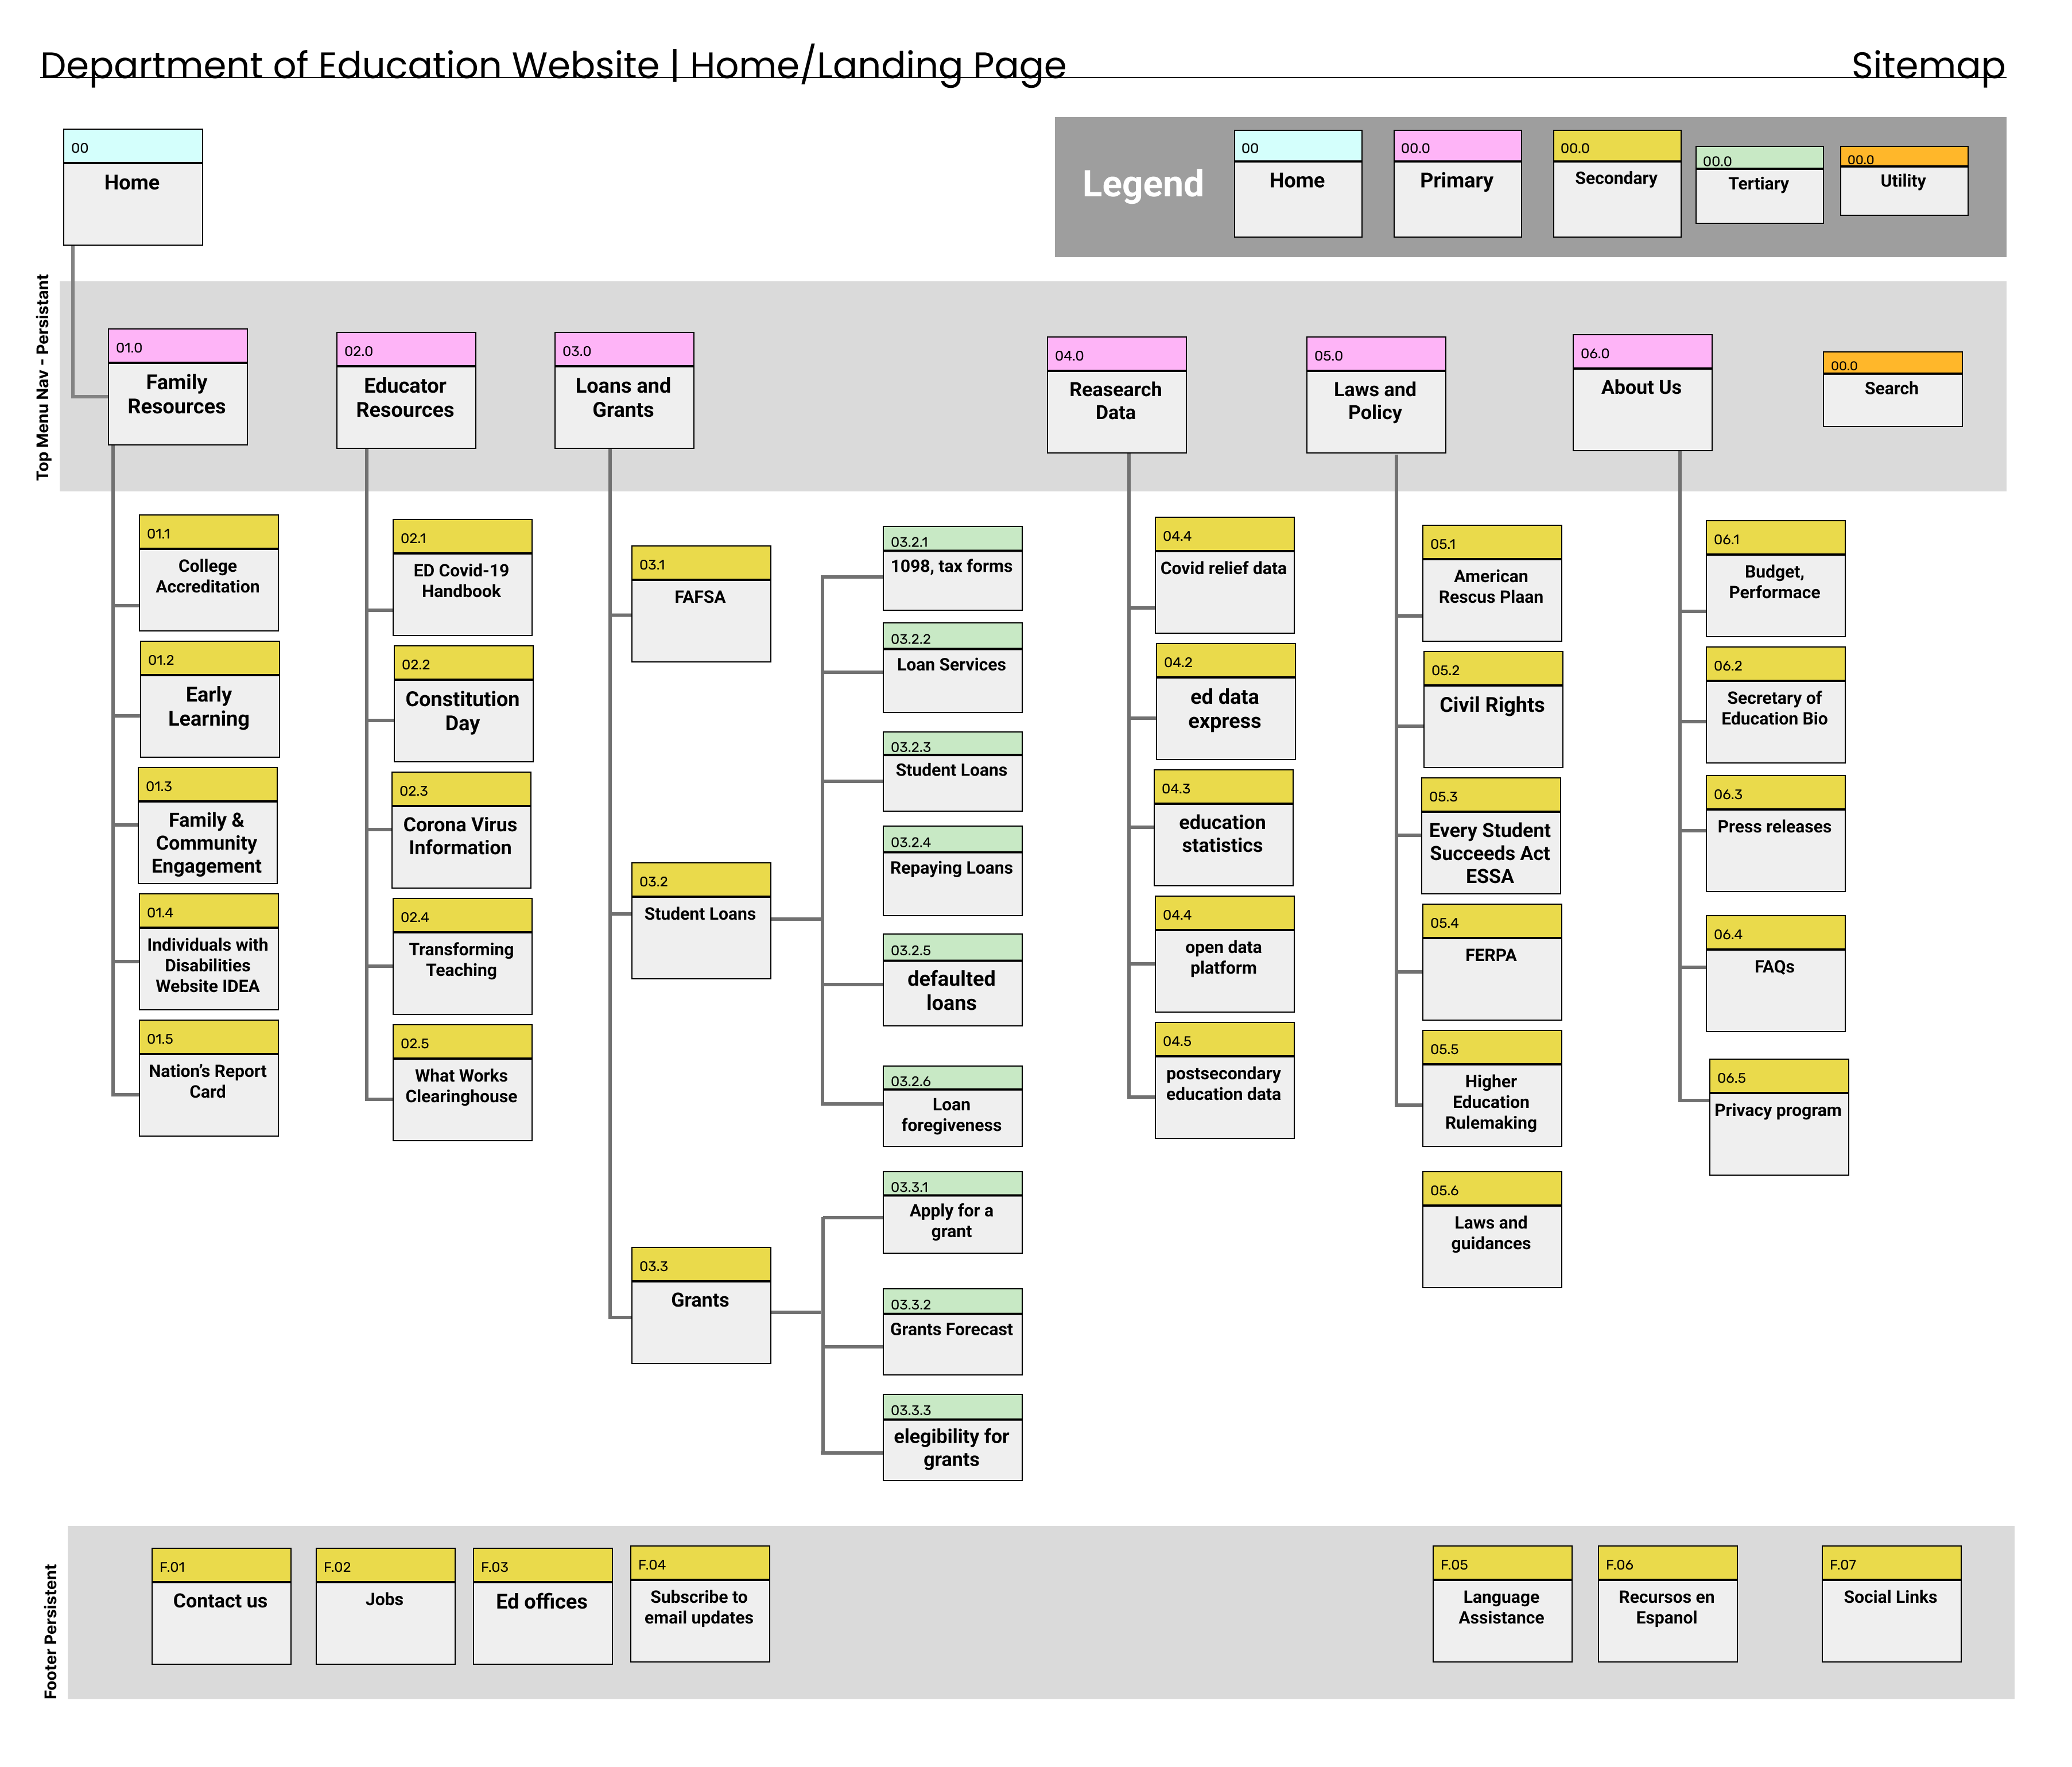 Department of Education Website | Home/Landing Page
Sitemap
00
Home
Legend
00
Home
00.0
Primary
00.0
Secondary
00.0
Tertiary
00.0
Utility
Top Menu Nav - Persistant
01.0
Family
Resources
02.0
Educator
Resources
03.0
Loans and
Grants
04.0
Reasearch
Data
05.0
Laws and
Policy
06.0
About Us
00.0
Search
01.1
College
Accreditation
01.2
Early
Learning
01.3
Family &
Community
Engagement
01.4
Individuals with
Disabilities
Website IDEA
01.5
Nation’s Report
Card
02.1
ED Covid-19
Handbook
02.2
Constitution
Day
02.3
Corona Virus
Information
02.4
Transforming
Teaching
02.5
What Works
Clearinghouse
03.1
FAFSA
03.2
Student Loans
03.3
Grants
03.2.1
1098, tax forms
03.2.2
Loan Services
03.2.3
Student Loans
03.2.4
Repaying Loans
03.2.5
defaulted
loans
03.2.6
Loan
foregiveness
03.3.1
Apply for a
grant
03.3.2
Grants Forecast
03.3.3
elegibility for
grants
04.4
Covid relief data
04.2
ed data
express
04.3
education
statistics
04.4
open data
platform
04.5
postsecondary
education data
05.1
American
Rescus Plaan
05.2
Civil Rights
05.3
Every Student
Succeeds Act
ESSA
05.4
FERPA
05.5
Higher
Education
Rulemaking
05.6
Laws and
guidances
06.1
Budget,
Performace
06.2
Secretary of
Education Bio
06.3
Press releases
06.4
FAQs
06.5
Privacy program
Footer Persistent
F.01
Contact us
F.02
Jobs
F.03
Ed offices
F.04
Subscribe to
email updates
F.05
Language
Assistance
F.06
Recursos en
Espanol
F.07
Social Links